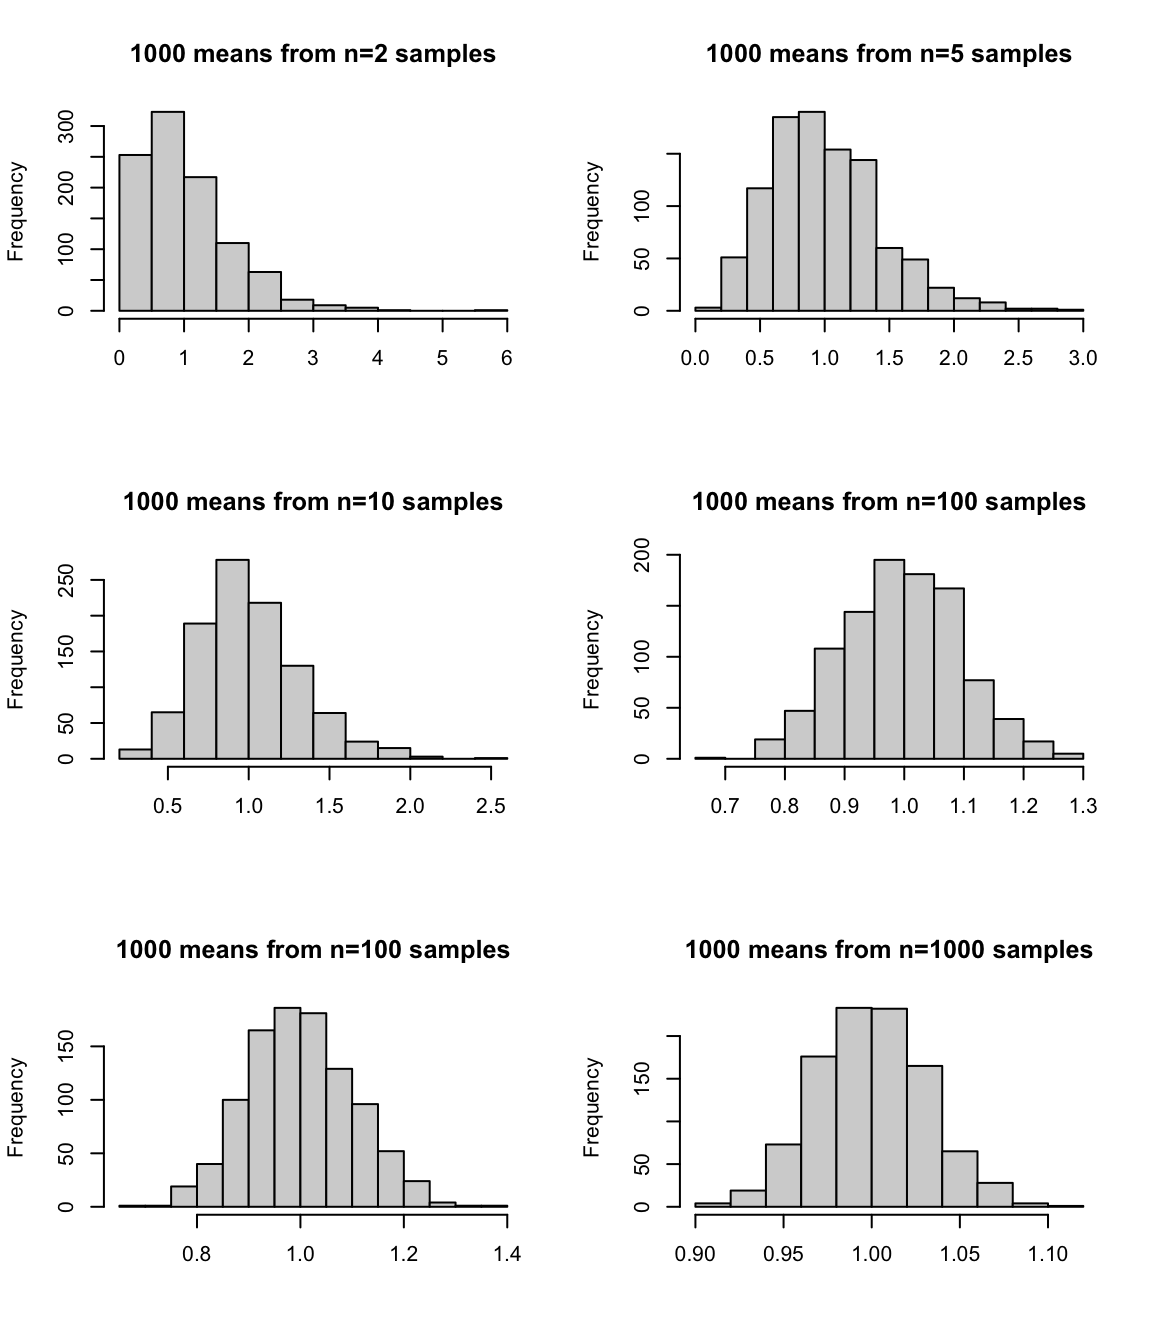 1000 means from n=2 samples
Frequency
0 100 200 300
0 1 2 3 4 5 6
1000 means from n=5 samples
Frequency
0 50 100
0.0 0.5 1.0 1.5 2.0 2.5 3.0
1000 means from n=10 samples
Frequency
0 50 150 250
0.5 1.0 1.5 2.0 2.5
1000 means from n=100 samples
Frequency
0 50 100 200
0.7 0.8 0.9 1.0 1.1 1.2 1.3
1000 means from n=100 samples
Frequency
0 50 100 150
0.8 1.0 1.2 1.4
1000 means from n=1000 samples
Frequency
0 50 150
0.90 0.95 1.00 1.05 1.10